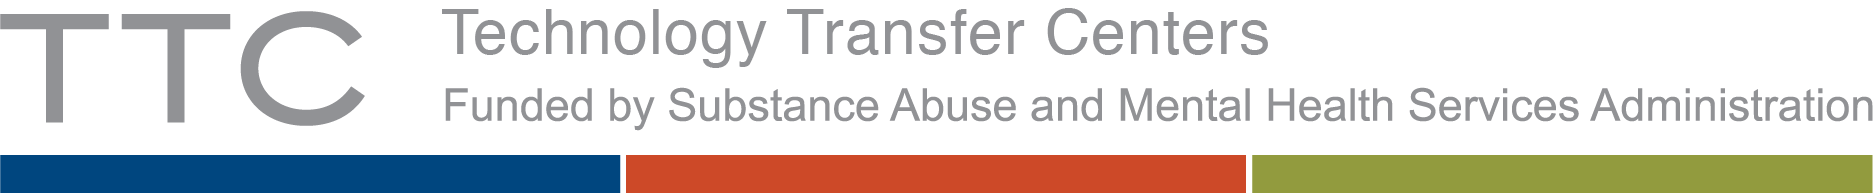 TTC
Technology Transfer Centers
Funded by Substance Abuse and Mental Health Services Administration